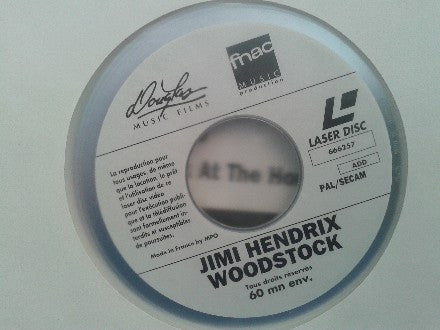 Douglas
MUSIC FILMS
fnac
MUSIC
production
LASER DISC
666257
ADD
PAL/SECAM
La reproduction pour
tous usages, de même
que la location, le prêt
et l'utilisation de ce
laser disc video
pour l'exécution publi-
que et la télédiffusion
sont formellement in-
terdits et susceptibles
de poursuites.
Made in France by MPO
At The
JIMI HENDRIX
WOODSTOCK
Tous droits réservés
60 mn env.